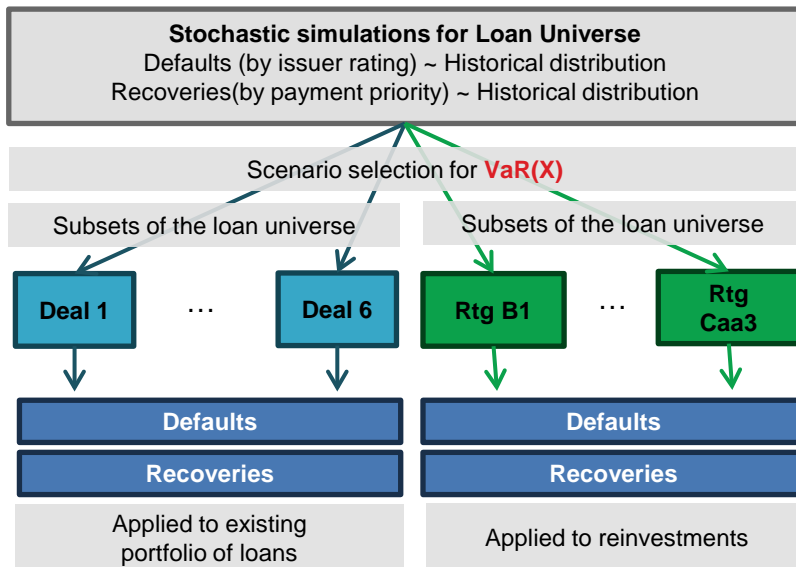 Stochastic simulations for Loan Universe
Defaults (by issuer rating) ~ Historical distribution
Recoveries(by payment priority) ~ Historical distribution
Scenario selection for VaR(X)
Subsets of the loan universe
Subsets of the loan universe
Deal 1
...
Deal 6
Rtg B1
...
Rtg
Caa3
Defaults
Defaults
Recoveries
Recoveries
Applied to existing
portfolio of loans
Applied to reinvestments